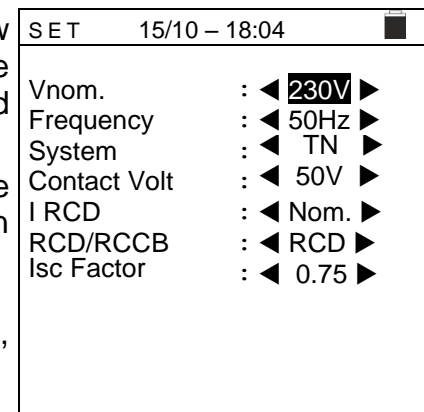 w
SET 15/10 – 18:04
e
Vnom. : ◀ 230V ▶
d
Frequency : ◀ 50Hz ▶
System : ◀ TN ▶
e
Contact Volt : ◀ 50V ▶
n
I RCD : ◀ Nom. ▶
RCD/RCCB : ◀ RCD ▶
Isc Factor : ◀ 0.75 ▶
,